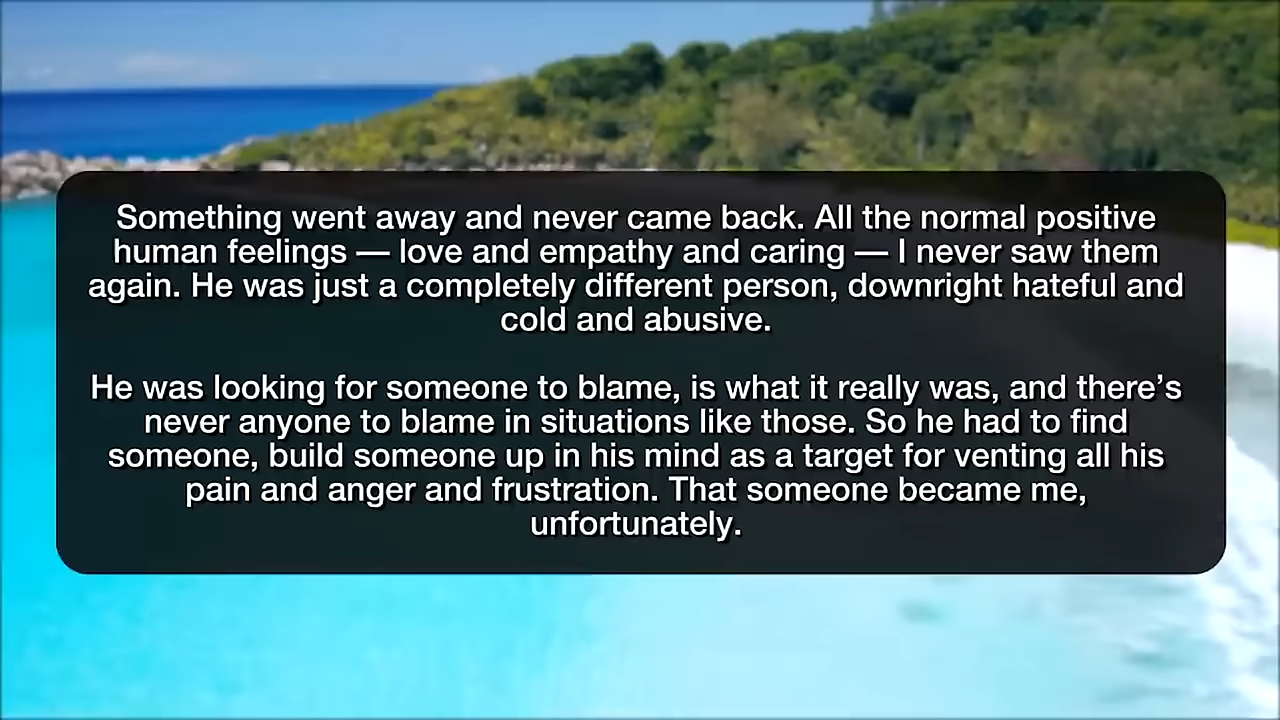 Something went away and never came back. All the normal positive
human feelings — love and empathy and caring — I never saw them
again. He was just a completely different person, downright hateful and
cold and abusive.
He was looking for someone to blame, is what it really was, and there’s
never anyone to blame in situations like those. So he had to find
someone, build someone up in his mind as a target for venting all his
pain and anger and frustration. That someone became me,
unfortunately.